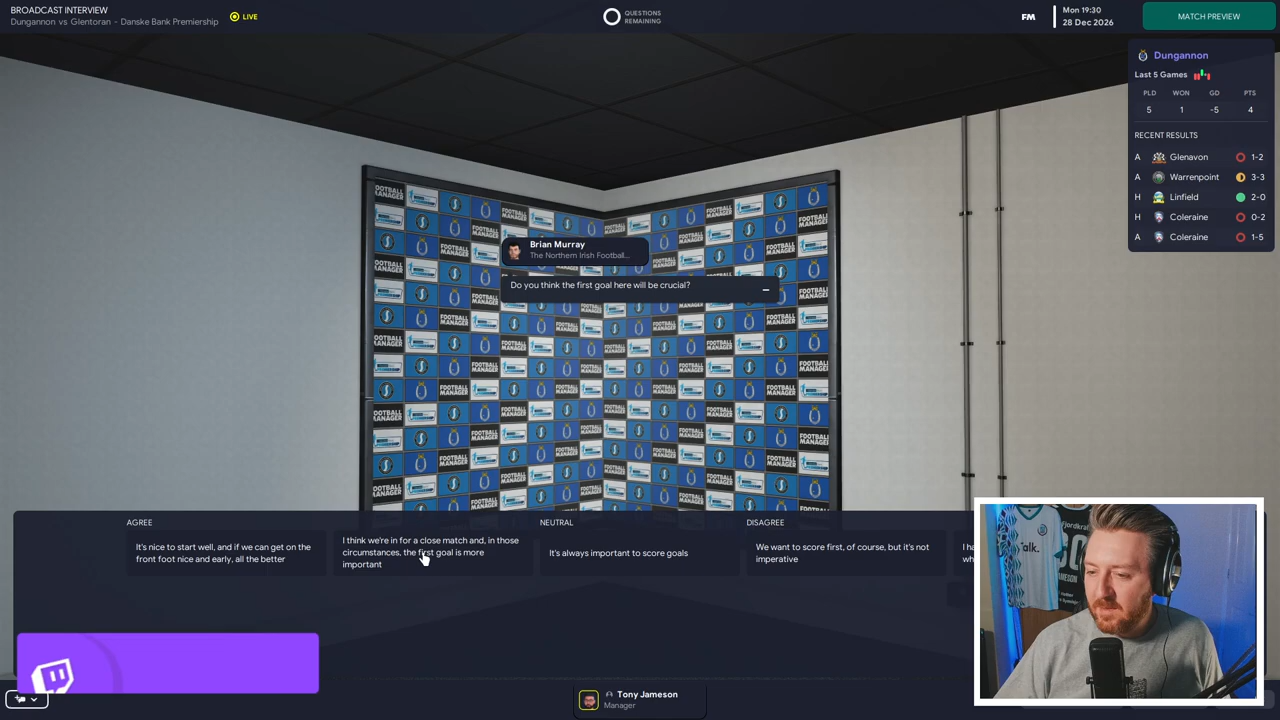 BROADCAST INTERVIEW
Dungannon vs Glentoran - Danske Bank Premiership
LIVE
QUESTIONS
REMAINING
FM
Mon 19:30
28 Dec 2026
MATCH PREVIEW
Dungannon
Last 5 Games
PLD WON GD PTS
5 1 -5 4
RECENT RESULTS
A Glenavon 1-2
A Warrenpoint 3-3
H Linfield 2-0
H Coleraine 0-2
A Coleraine 1-5
FOOTBALL MANAGER
Brian Murray
The Northern Irish Football...
Do you think the first goal here will be crucial?
AGREE
It's nice to start well, and if we can get on the
front foot nice and early, all the better
I think we're in for a close match and, in those
circumstances, the first goal is more
important
NEUTRAL
It's always important to score goals
DISAGREE
We want to score first, of course, but it's not
imperative
Tony Jameson
Manager